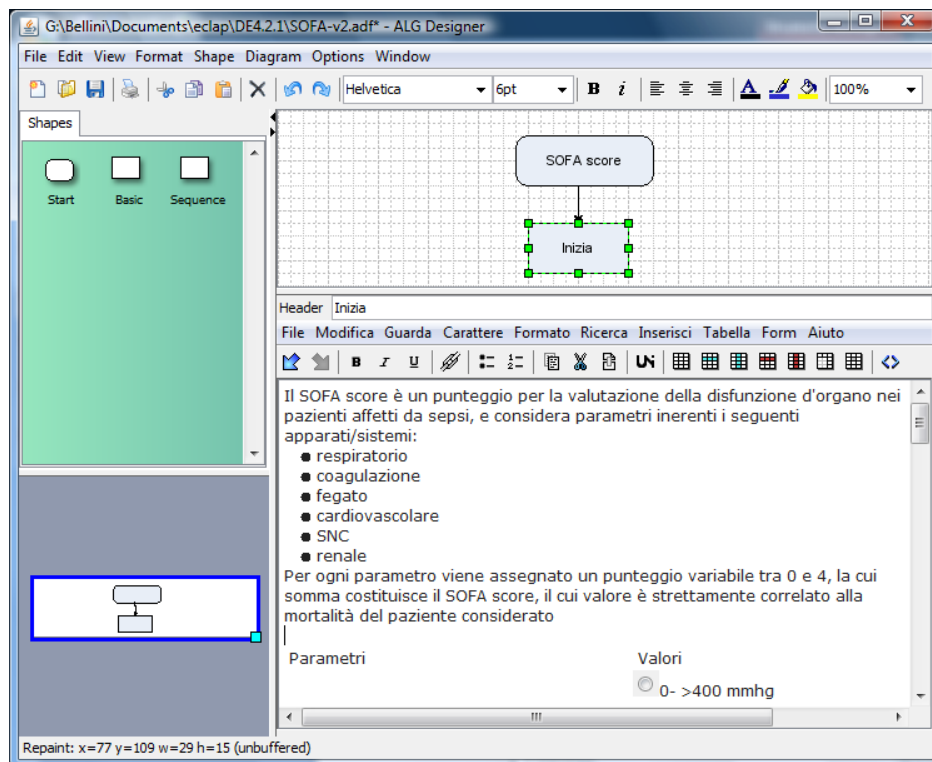 G:\Bellini\Documents\eclap\DE4.2.1\SOFA-v2.adf* - ALG Designer
File Edit View Format Shape Diagram Options Window
Helvetica 6pt B i A 100%
Shapes
Start Basic Sequence
SOFA score
Inizia
Header Inizia
File Modifica Guarda Carattere Formato Ricerca Inserisci Tabella Form Aiuto
B I U
Il SOFA score è un punteggio per la valutazione della disfunzione d'organo nei
pazienti affetti da sepsi, e considera parametri inerenti i seguenti
apparati/sistemi:
respiratorio
coagulazione
fegato
cardiovascolare
SNC
renale
Per ogni parametro viene assegnato un punteggio variabile tra 0 e 4, la cui
somma costituisce il SOFA score, il cui valore è strettamente correlato alla
mortalità del paziente considerato
Parametri Valori
0- >400 mmhg
Repaint: x=77 y=109 w=29 h=15 (unbuffered)